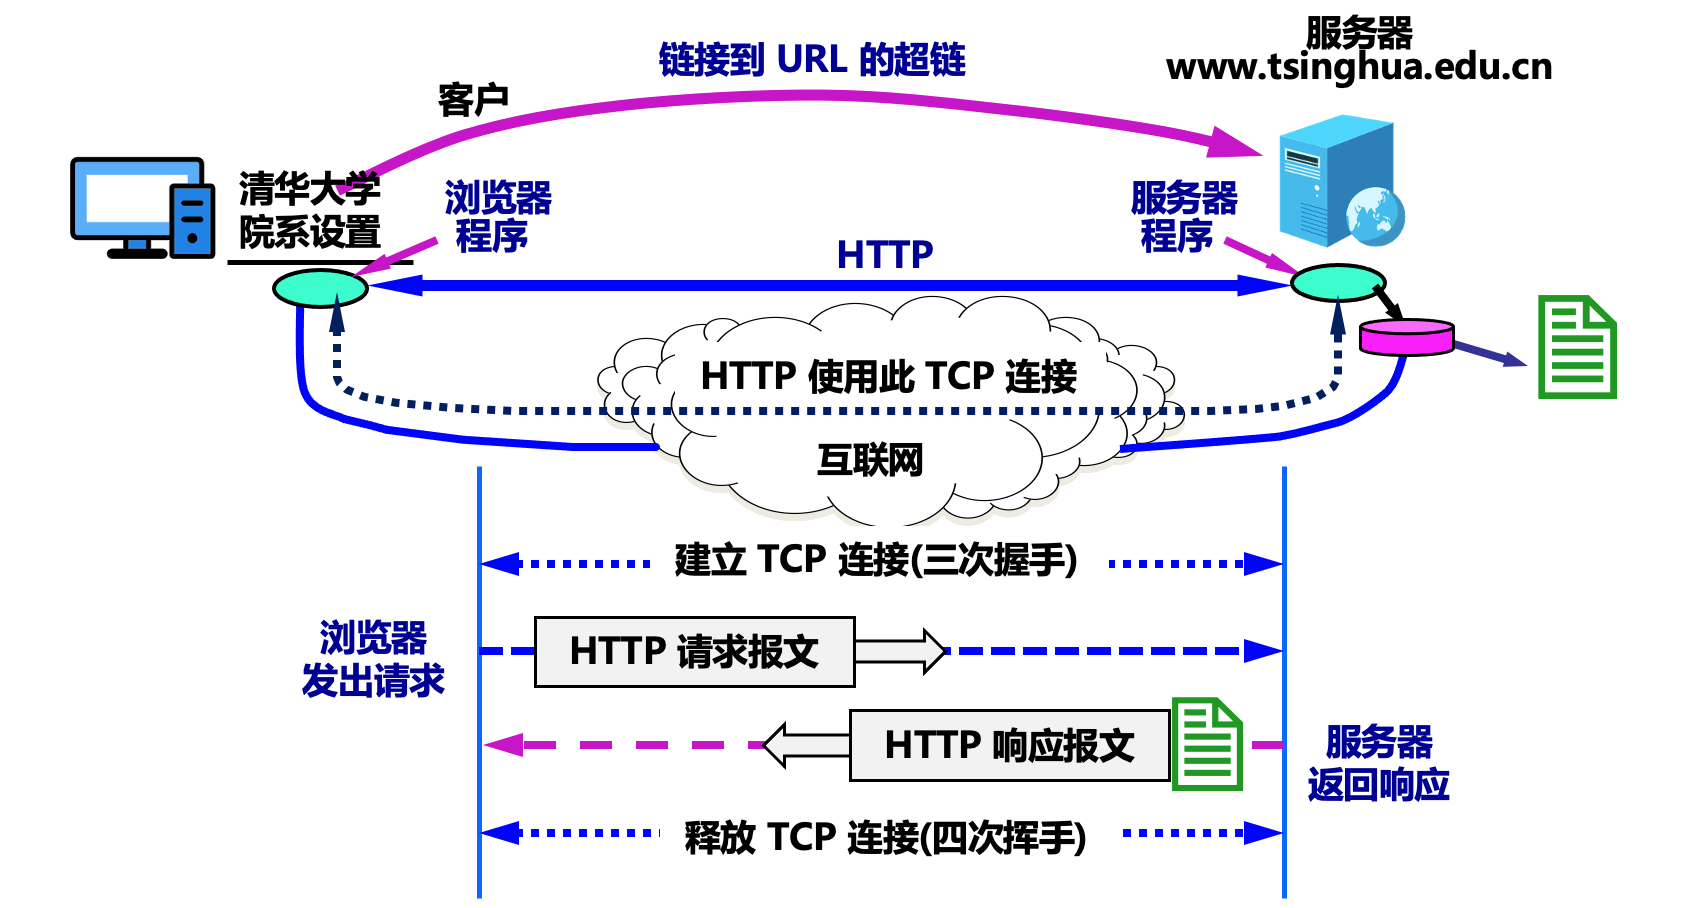 服务器
www.tsinghua.edu.cn
链接到 URL 的超链
客户
清华大学
院系设置
浏览器
程序
服务器
程序
HTTP
HTTP 使用此 TCP 连接
互联网
建立 TCP 连接(三次握手)
浏览器
发出请求
HTTP 请求报文
HTTP 响应报文
服务器
返回响应
释放 TCP 连接(四次挥手)